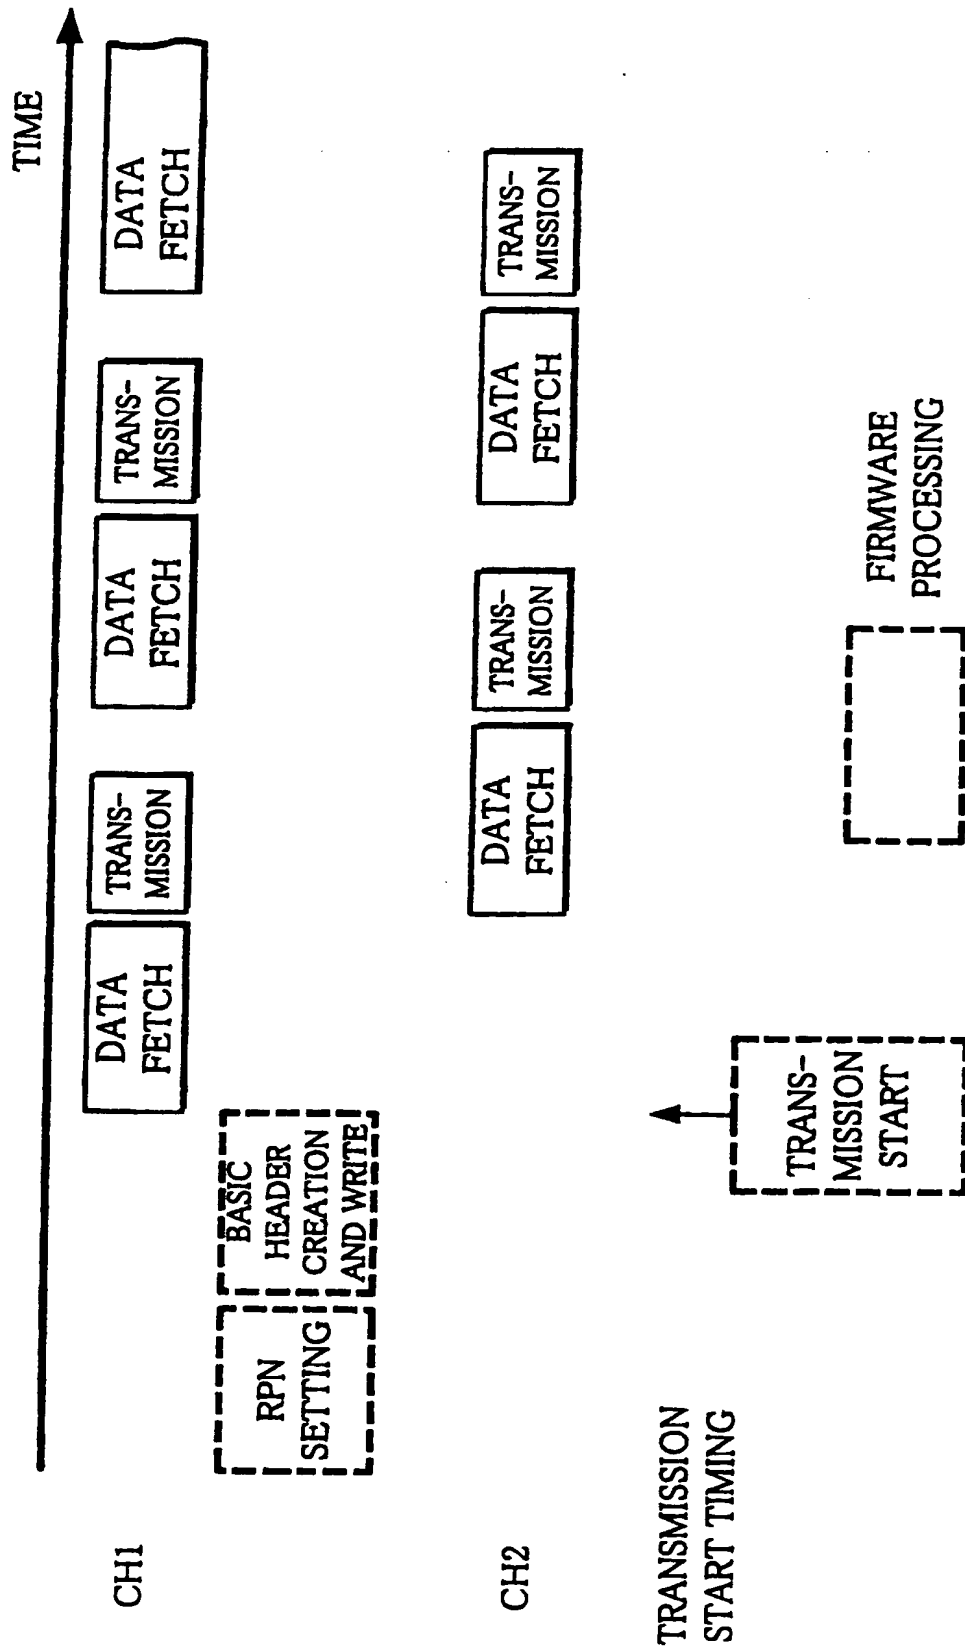 TIME
CH1
DATA
FETCH
TRANS-
MISSION
DATA
FETCH
TRANS-
MISSION
DATA
FETCH
RPN
SETTING
BASIC
HEADER
CREATION
AND WRITE
CH2
DATA
FETCH
TRANS-
MISSION
DATA
FETCH
TRANS-
MISSION
TRANSMISSION
START TIMING
TRANS-
MISSION
START
FIRMWARE
PROCESSING